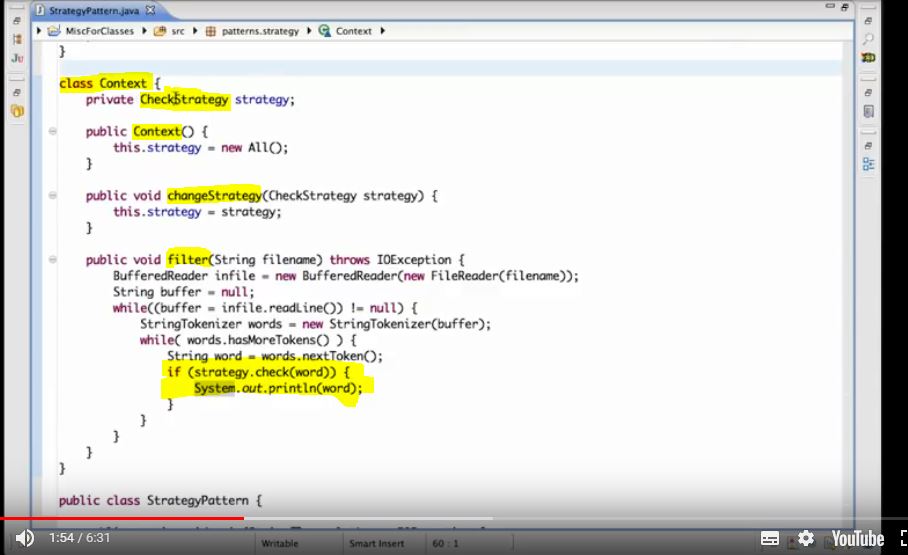 StrategyPattern.java
MiscForClasses src patterns.strategy Context
Ju
}
class Context {
private CheckStrategy strategy;
public Context() {
this.strategy = new All();
}
public void changeStrategy(CheckStrategy strategy) {
this.strategy = strategy;
}
public void filter(String filename) throws IOException {
BufferedReader infile = new BufferedReader(new FileReader(filename));
String buffer = null;
while((buffer = infile.readLine()) != null) {
StringTokenizer words = new StringTokenizer(buffer);
while( words.hasMoreTokens() ) {
String word = words.nextToken();
if (strategy.check(word)) {
System.out.println(word);
}
}
}
}
}
public class StrategyPattern {
1:54 / 6:31
YouTube
Writable Smart Insert 60 : 1